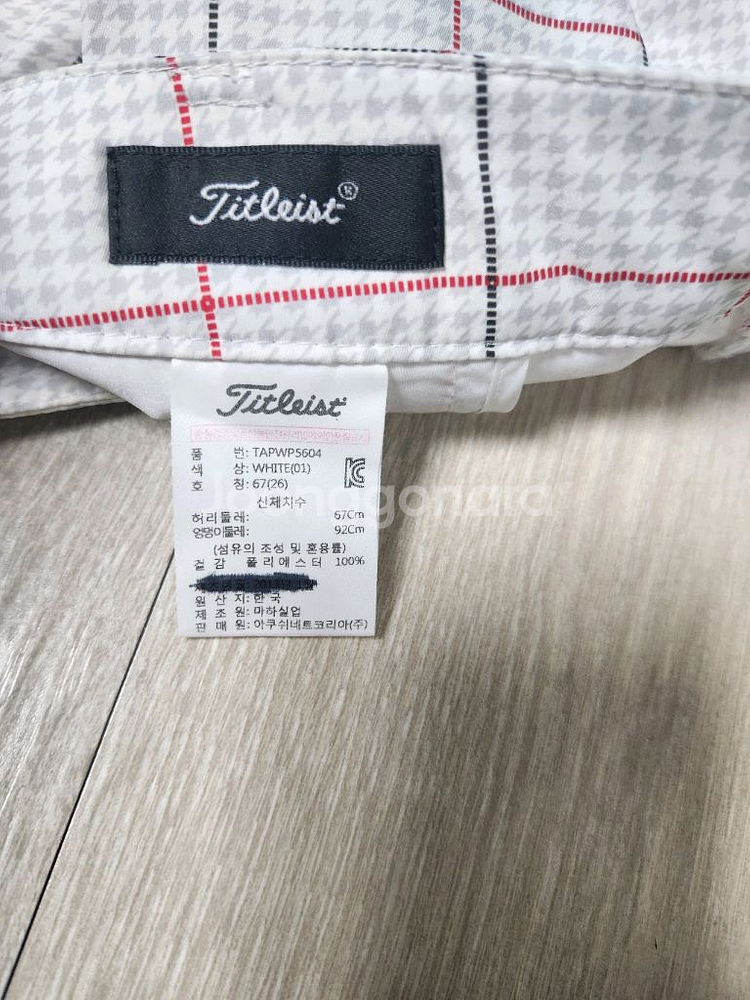 Titleist®
Titleist
품 번: TAPWP5604
색 상: WHITE(01)
호 칭: 67(26)
신체치수
Joonggonara
허리둘레: 67Cm
엉덩이둘레: 92Cm
(섬유의 조성 및 혼용률)
겉 감 폴리에스터 100%
원 산 지: 한국
제 조 원: 마하실업
판 매 원: 아쿠쉬네트코리아(주)